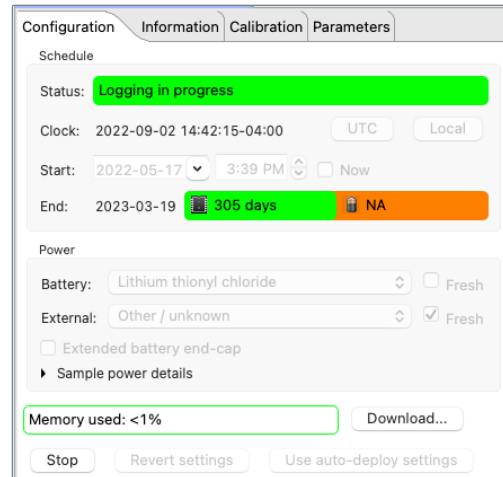 Configuration Information Calibration Parameters
Schedule
Status: Logging in progress
Clock: 2022-09-02 14:42:15-04:00 UTC Local
Start: 2022-05-17 3:39 PM Now
End: 2023-03-19 305 days NA
Power
Battery: Lithium thionyl chloride Fresh
External: Other / unknown Fresh
Extended battery end-cap
Sample power details
Memory used: <1% Download...
Stop Revert settings Use auto-deploy settings